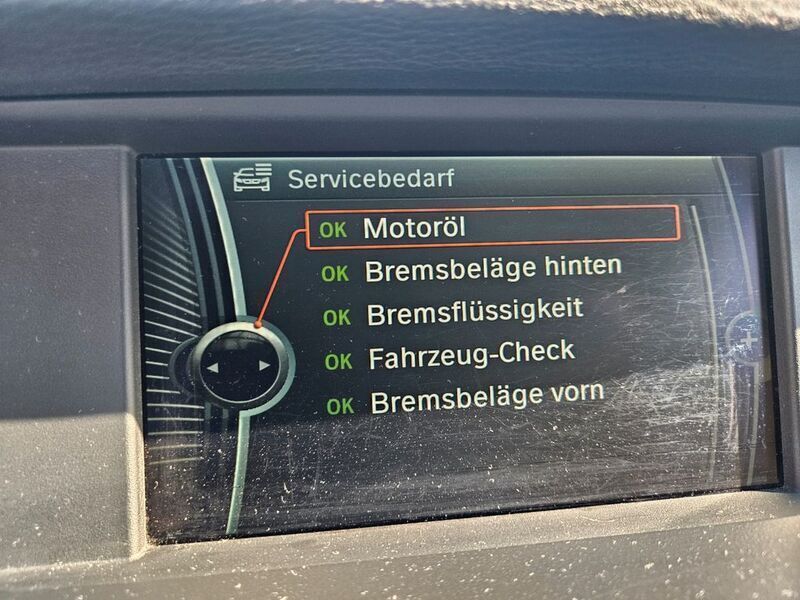 Servicebedarf
OK Motoröl
OK Bremsbeläge hinten
OK Bremsflüssigkeit
OK Fahrzeug-Check
OK Bremsbeläge vorn